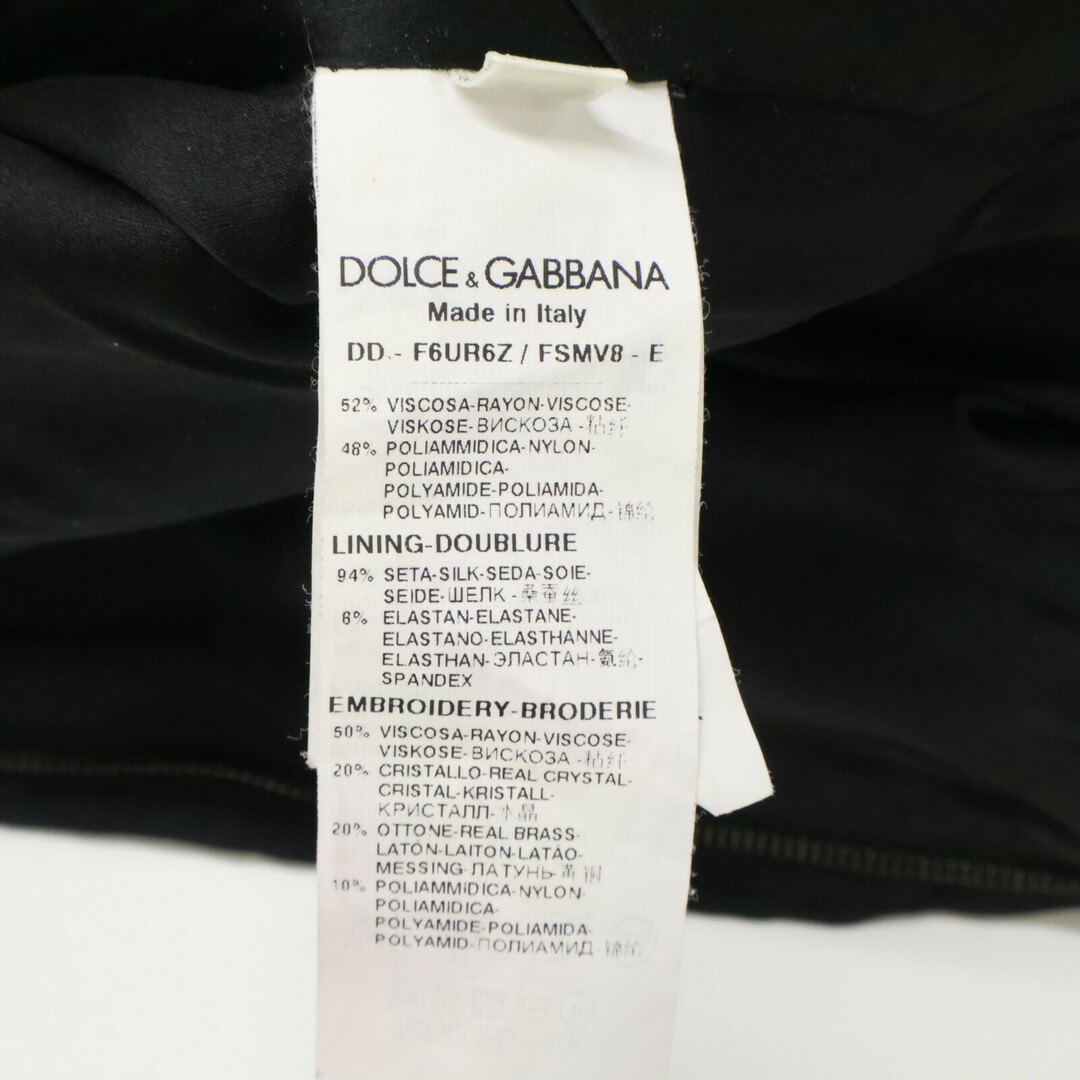 DOLCE & GABBANA
Made in Italy
DD.- F6UR6Z / FSMV8 - E
52% VISCOSA-RAYON-VISCOSE-
VISKOSE-ВИСКОЗА -粘纤
48% POLIAMMIDICA-NYLON-
POLIAMIDICA-
POLYAMIDE-POLIAMIDA-
POLYAMID-ПОЛИАМИД-锦纶
LINING-DOUBLURE
94% SETA-SILK-SEDA-SOIE-
SEIDE-ШЕЛК -桑蚕丝
6% ELASTAN-ELASTANE-
ELASTANO-ELASTHANNE-
ELASTHAN-ЭЛАСТАН-氨纶-
SPANDEX
EMBROIDERY-BRODERIE
50% VISCOSA-RAYON-VISCOSE-
VISKOSE-ВИСКОЗА -粘纤
20% CRISTALLO-REAL CRYSTAL-
CRISTAL-KRISTALL-
КРИСТАЛЛ-水晶
20% OTTONE-REAL BRASS-
LATÓN-LAITON-LATÃO-
MESSING-ЛАТУНЬ-黄铜
10% POLIAMMIDICA-NYLON-
POLIAMIDICA-
POLYAMIDE-POLIAMIDA-
POLYAMID-ПОЛИАМИД-锦纶